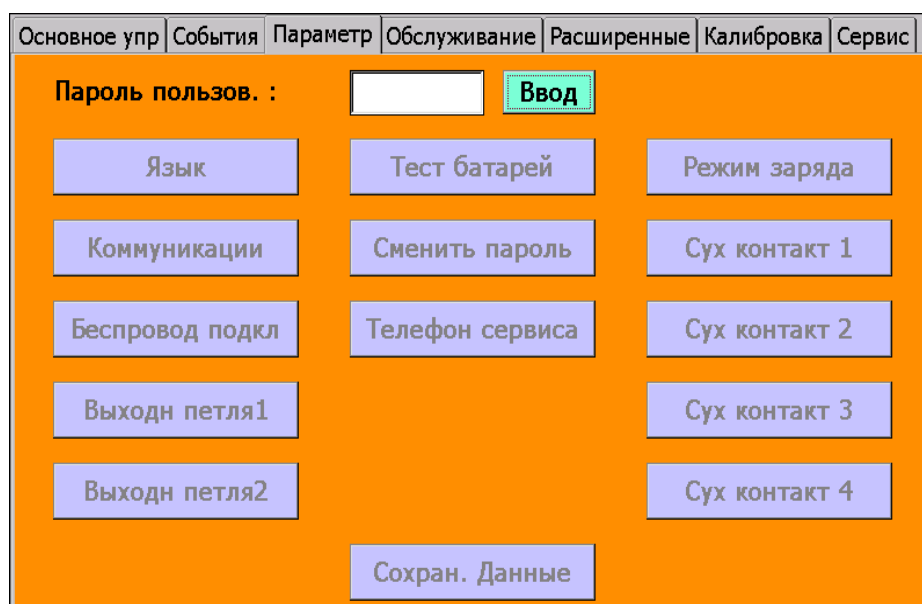 Основное упр События Параметр Обслуживание Расширенные Калибровка Сервис
Пароль пользов. : Ввод
Язык Тест батарей Режим заряда
Коммуникации Сменить пароль Сух контакт 1
Беспровод подкл Телефон сервиса Сух контакт 2
Выходн петля1 Сух контакт 3
Выходн петля2 Сух контакт 4
Сохран. Данные